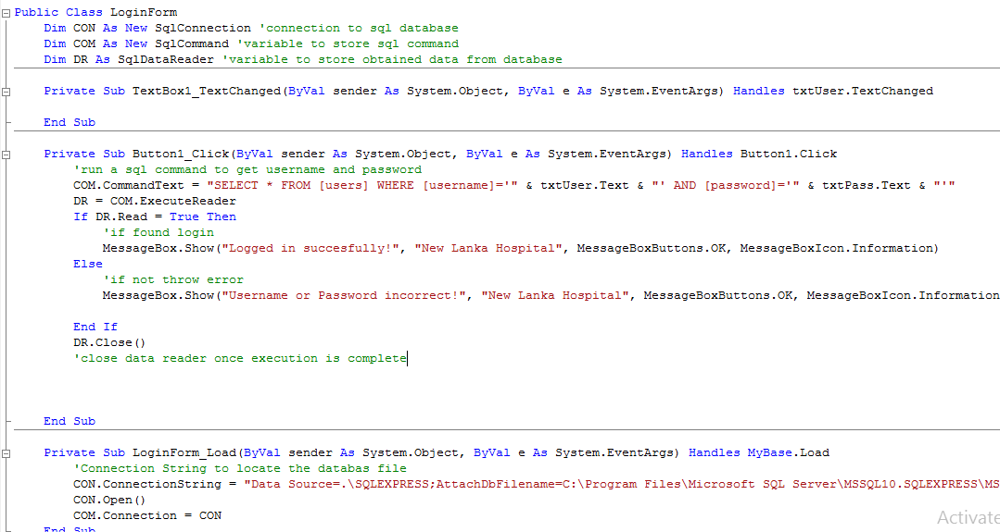 Public Class LoginForm
Dim CON As New SqlConnection 'connection to sql database
Dim COM As New SqlCommand 'variable to store sql command
Dim DR As SqlDataReader 'variable to store obtained data from database
Private Sub TextBox1_TextChanged(ByVal sender As System.Object, ByVal e As System.EventArgs) Handles txtUser.TextChanged
End Sub
Private Sub Button1_Click(ByVal sender As System.Object, ByVal e As System.EventArgs) Handles Button1.Click
'run a sql command to get username and password
COM.CommandText = "SELECT * FROM [users] WHERE [username]='" & txtUser.Text & "' AND [password]='" & txtPass.Text & "'"
DR = COM.ExecuteReader
If DR.Read = True Then
'if found login
MessageBox.Show("Logged in succesfully!", "New Lanka Hospital", MessageBoxButtons.OK, MessageBoxIcon.Information)
Else
'if not throw error
MessageBox.Show("Username or Password incorrect!", "New Lanka Hospital", MessageBoxButtons.OK, MessageBoxIcon.Information
End If
DR.Close()
'close data reader once execution is complete
End Sub
Private Sub LoginForm_Load(ByVal sender As System.Object, ByVal e As System.EventArgs) Handles MyBase.Load
'Connection String to locate the databas file
CON.ConnectionString = "Data Source=.\SQLEXPRESS;AttachDbFilename=C:\Program Files\Microsoft SQL Server\MSSQL10.SQLEXPRESS\MS
CON.Open()
COM.Connection = CON
Activate
End Sub